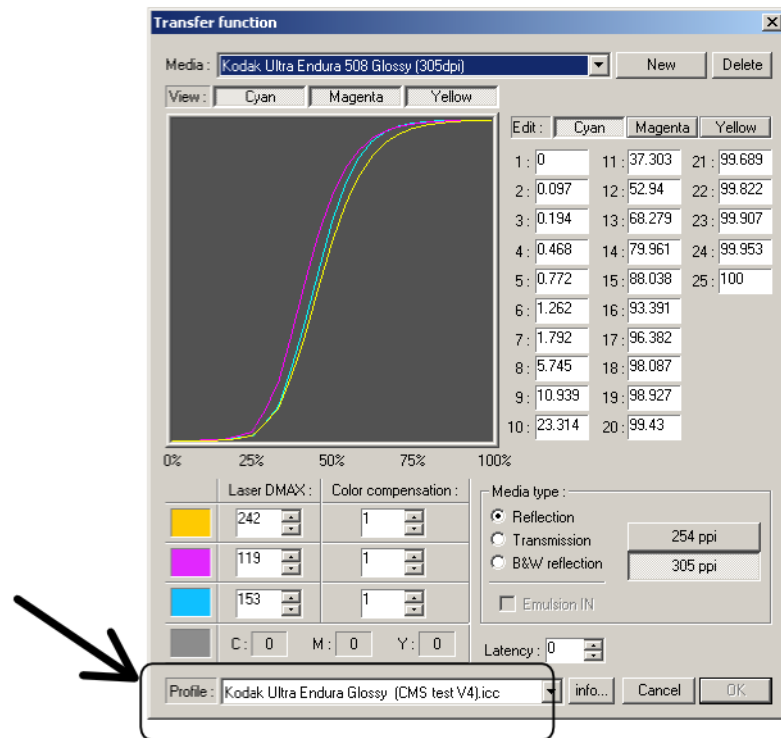 Transfer function
Media : Kodak Ultra Endura 508 Glossy (305dpi) New Delete
View : Cyan Magenta Yellow
Edit : Cyan Magenta Yellow
1 : 0 11 : 37.303 21 : 99.689
2 : 0.097 12 : 52.94 22 : 99.822
3 : 0.194 13 : 68.279 23 : 99.907
4 : 0.468 14 : 79.961 24 : 99.953
5 : 0.772 15 : 88.038 25 : 100
6 : 1.262 16 : 93.391
7 : 1.792 17 : 96.382
8 : 5.745 18 : 98.087
9 : 10.939 19 : 98.927
10 : 23.314 20 : 99.43
0% 25% 50% 75% 100%
Laser DMAX : Color compensation :
242 1
119 1
153 1
C : 0 M : 0 Y : 0
Media type :
Reflection
Transmission
B&W reflection
254 ppi
305 ppi
Emulsion IN
Latency : 0
Profile : Kodak Ultra Endura Glossy (CMS test V4).icc info... Cancel OK